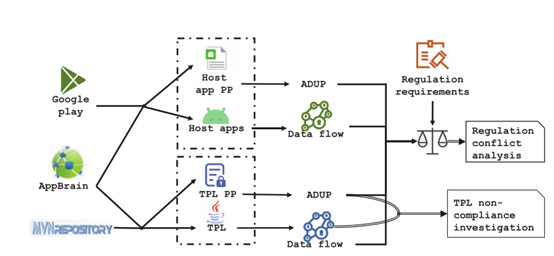 Google
play
AppBrain
MVNREPOSITORY
Host
app PP
Host apps
TPL PP
TPL
ADUP
Data flow
ADUP
Data flow
Regulation
requirements
Regulation
conflict
analysis
TPL non-
compliance
investigation